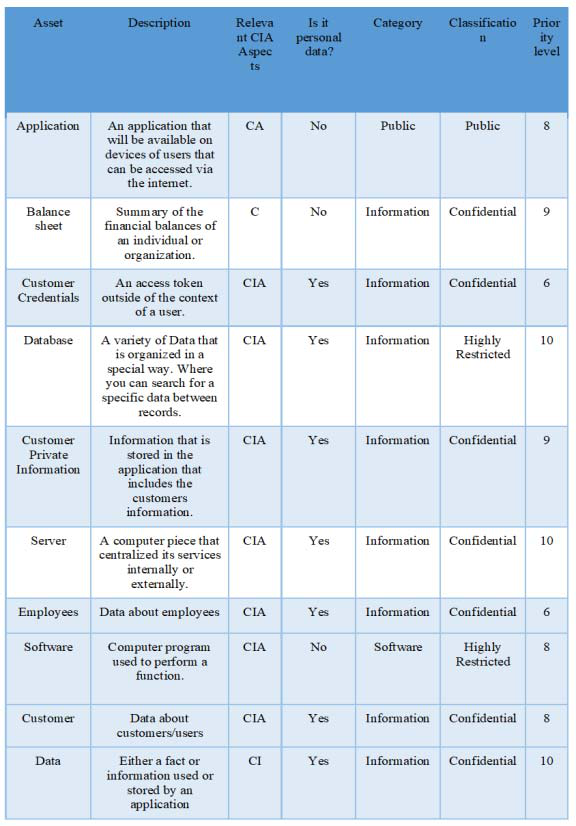 Asset
Description
Releva
nt CIA
Aspec
ts
Is it
personal
data?
Category
Classificatio
n
Prior
ity
level
Application
An application that
will be available on
devices of users that
can be accessed via
the internet.
CA
No
Public
Public
8
Balance
sheet
Summary of the
financial balances of
an individual or
organization.
C
No
Information
Confidential
9
Customer
Credentials
An access token
outside of the context
of a user.
CIA
Yes
Information
Confidential
6
Database
A variety of Data that
is organized in a
special way. Where
you can search for a
specific data between
records.
CIA
Yes
Information
Highly
Restricted
10
Customer
Private
Information
Information that is
stored in the
application that
includes the
customers
information.
CIA
Yes
Information
Confidential
9
Server
A computer piece that
centralized its services
internally or
externally.
CIA
Yes
Information
Confidential
10
Employees
Data about employees
CIA
Yes
Information
Confidential
6
Software
Computer program
used to perform a
function.
CIA
No
Software
Highly
Restricted
8
Customer
Data about
customers/users
CIA
Yes
Information
Confidential
8
Data
Either a fact or
information used or
stored by an
application
CI
Yes
Information
Confidential
10